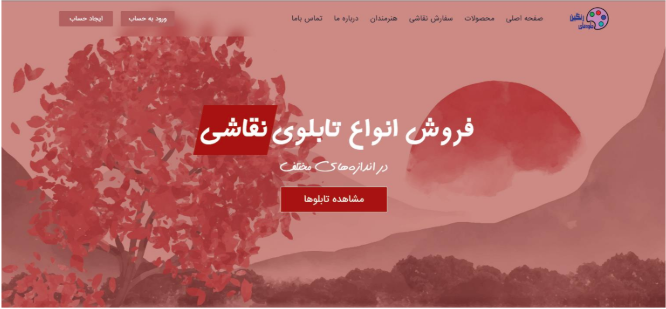 رنگین
صفحه اصلی
محصولات
سفارش نقاشی
هنرمندان
درباره ما
تماس باما
ورود به حساب
ایجاد حساب
فروش انواع تابلوی نقاشی
در اندازه‌های مختلف
مشاهده تابلوها